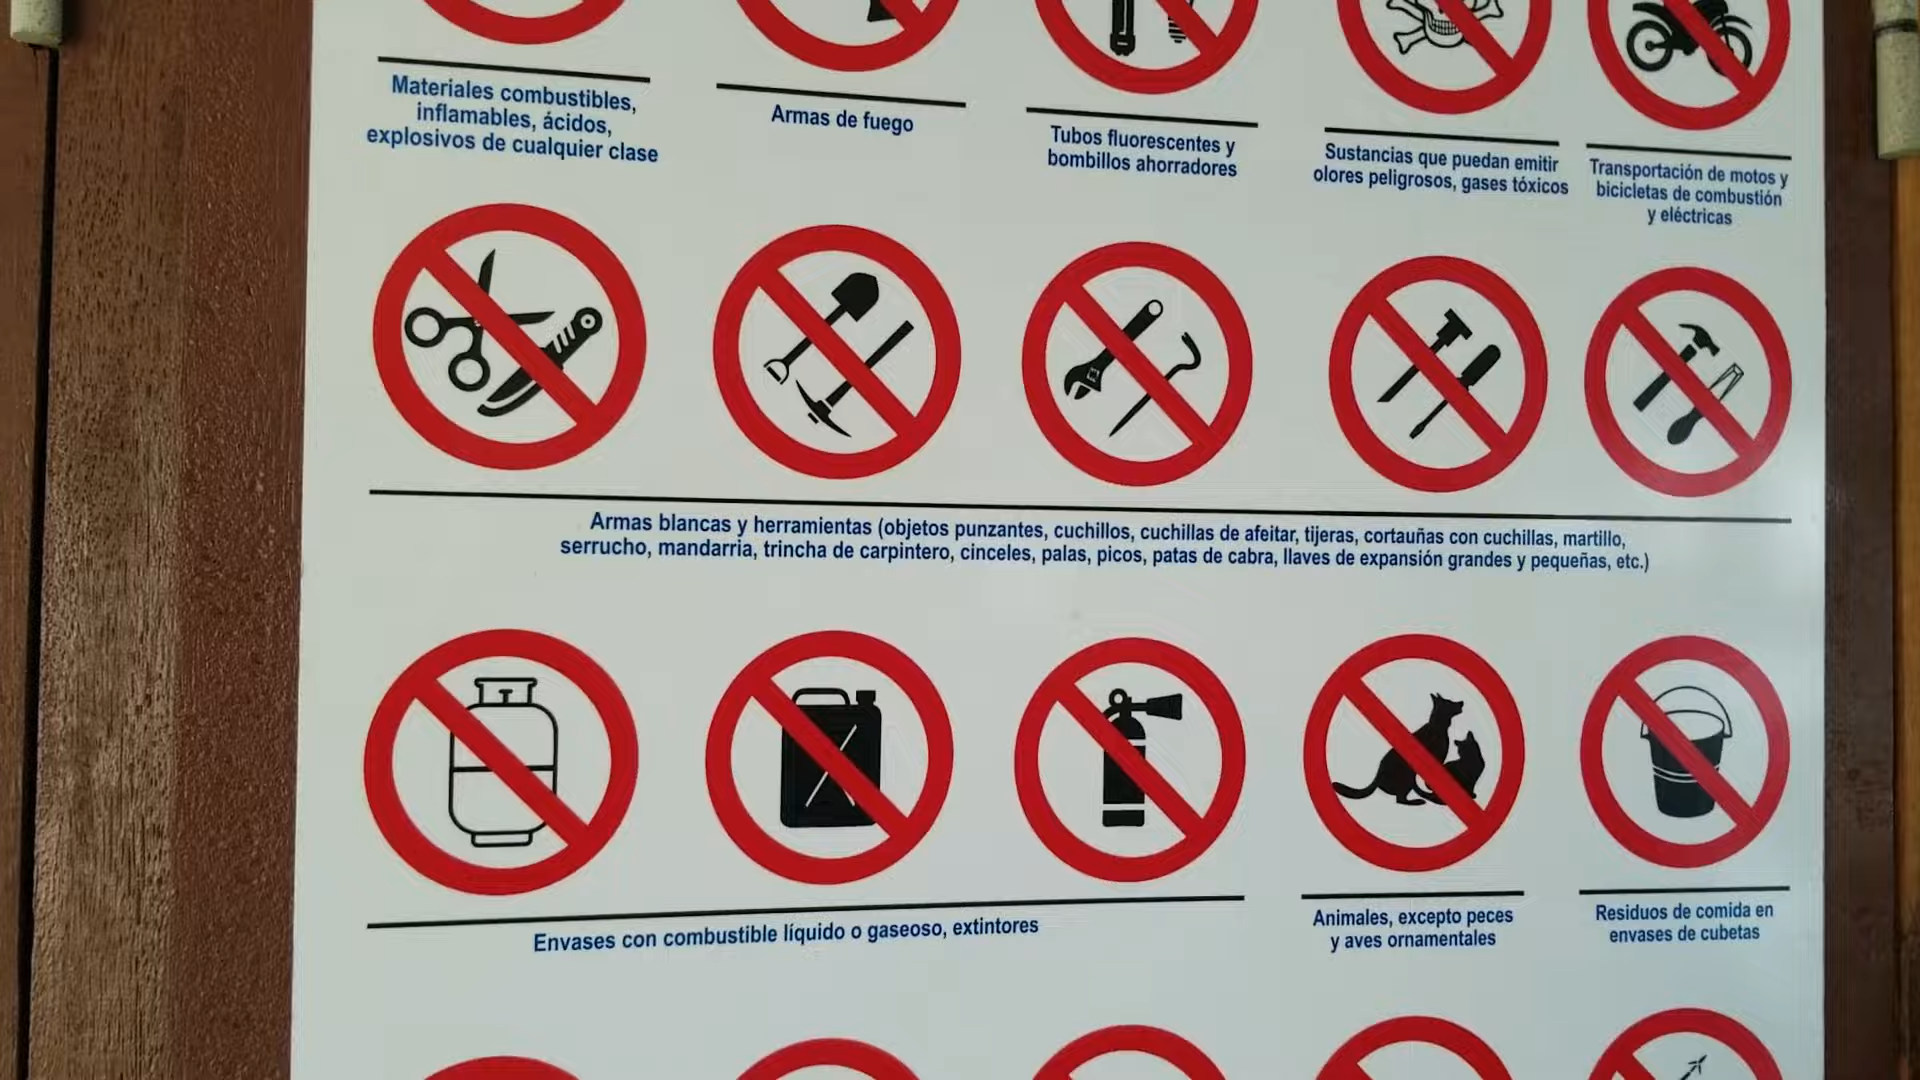 Materiales combustibles,
inflamables, ácidos,
explosivos de cualquier clase
Armas de fuego
Tubos fluorescentes y
bombillos ahorradores
Sustancias que puedan emitir
olores peligrosos, gases tóxicos
Transportación de motos y
bicicletas de combustión
y eléctricas
Armas blancas y herramientas (objetos punzantes, cuchillos, cuchillas de afeitar, tijeras, cortauñas con cuchillas, martillo,
serrucho, mandarria, trincha de carpintero, cinceles, palas, picos, patas de cabra, llaves de expansión grandes y pequeñas, etc.)
Envases con combustible líquido o gaseoso, extintores
Animales, excepto peces
y aves ornamentales
Residuos de comida en
envases de cubetas